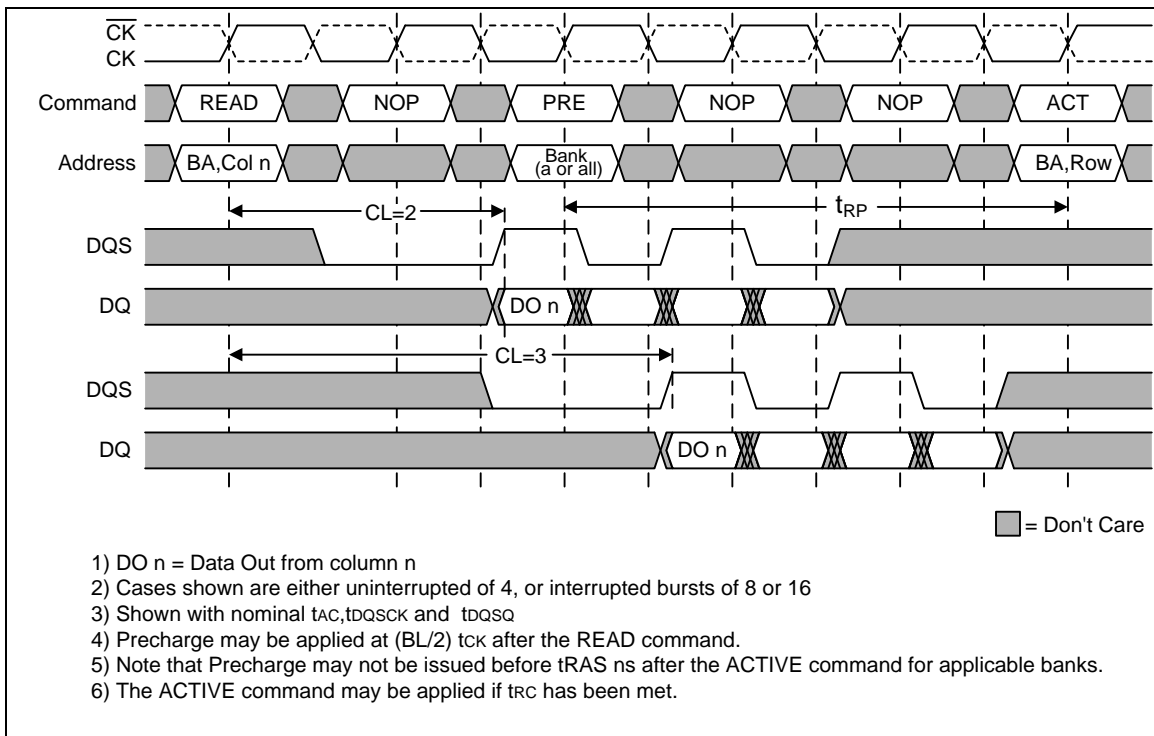 CK
CK
Command READ NOP PRE NOP NOP ACT
Address BA,Col n Bank (a or all) BA,Row
CL=2 tRP
DQS
DQ DO n
CL=3
DQS
DQ DO n
= Don't Care
1) DO n = Data Out from column n
2) Cases shown are either uninterrupted of 4, or interrupted bursts of 8 or 16
3) Shown with nominal tAC,tDQSCK and tDQSQ
4) Precharge may be applied at (BL/2) tCK after the READ command.
5) Note that Precharge may not be issued before tRAS ns after the ACTIVE command for applicable banks.
6) The ACTIVE command may be applied if tRC has been met.